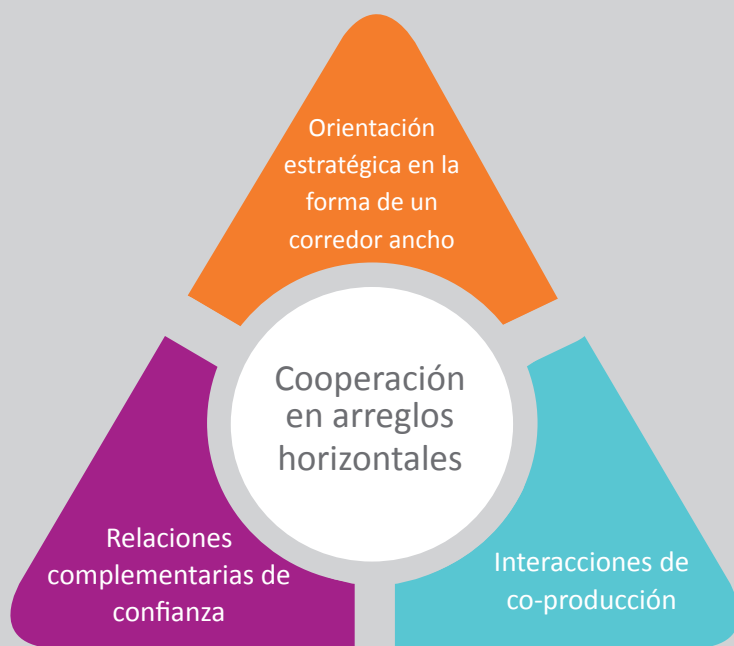 Orientación
estratégica en la
forma de un
corredor ancho
Cooperación
en arreglos
horizontales
Relaciones
complementarias de
confianza
Interacciones de
co-producción